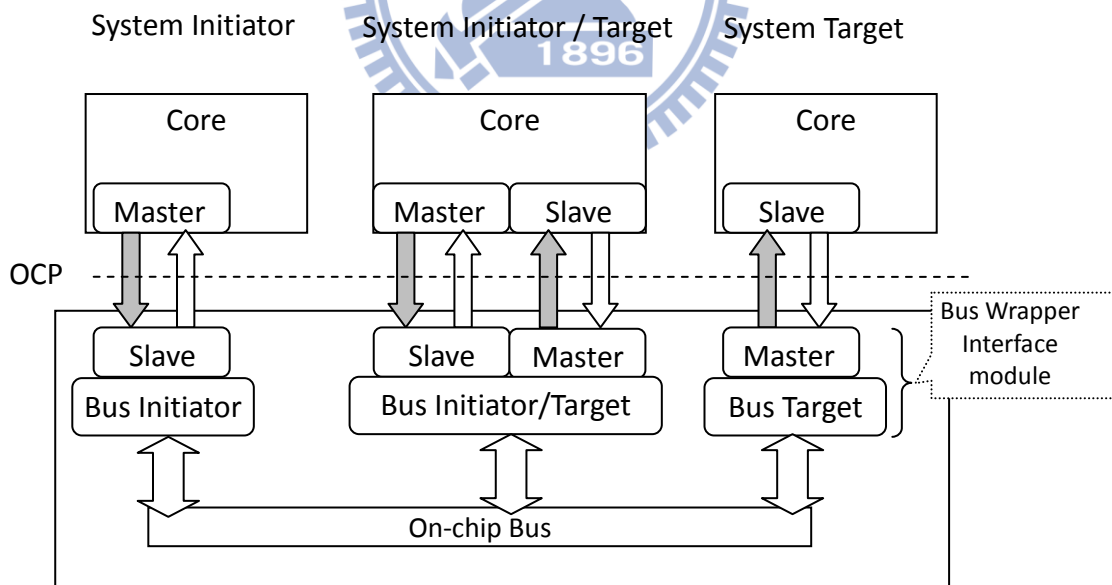 System Initiator
System Initiator / Target
System Target
1896
Core
Core
Core
Master
Master
Slave
Slave
OCP
Bus Wrapper
Interface
module
Slave
Slave
Master
Master
Bus Initiator
Bus Initiator/Target
Bus Target
On-chip Bus